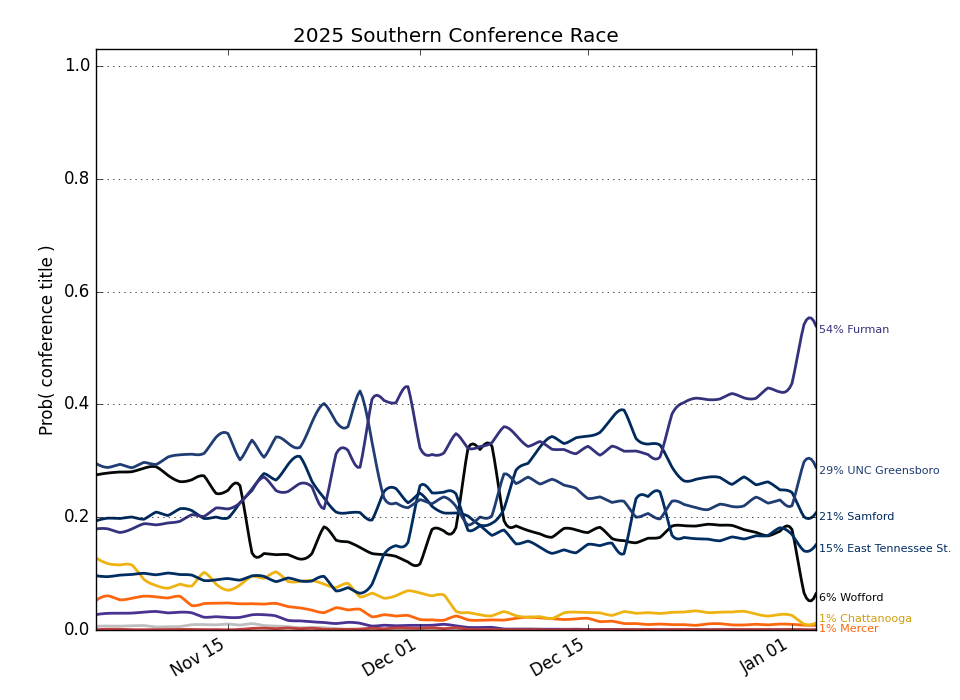 2025 Southern Conference Race
Prob( conference title )
1.0
0.8
0.6
0.4
0.2
0.0
Nov 15
Dec 01
Dec 15
Jan 01
54% Furman
29% UNC Greensboro
21% Samford
15% East Tennessee St.
6% Wofford
1% Chattanooga
1% Mercer